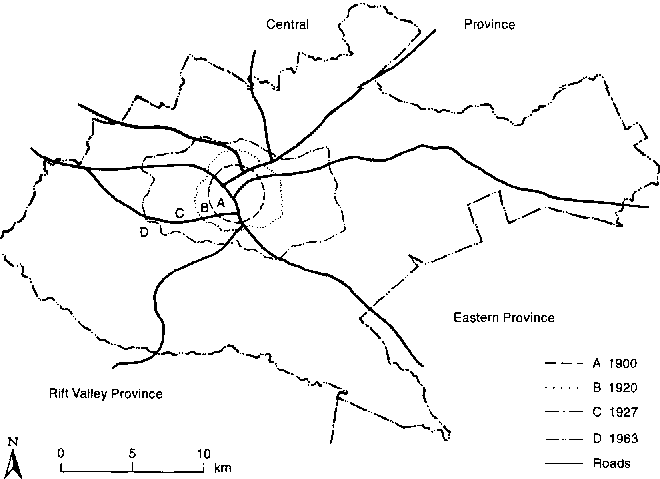 Central Province
A
B
C
D
Eastern Province
Rift Valley Province
A 1900
B 1920
C 1927
D 1963
Roads
N
0 5 10
km